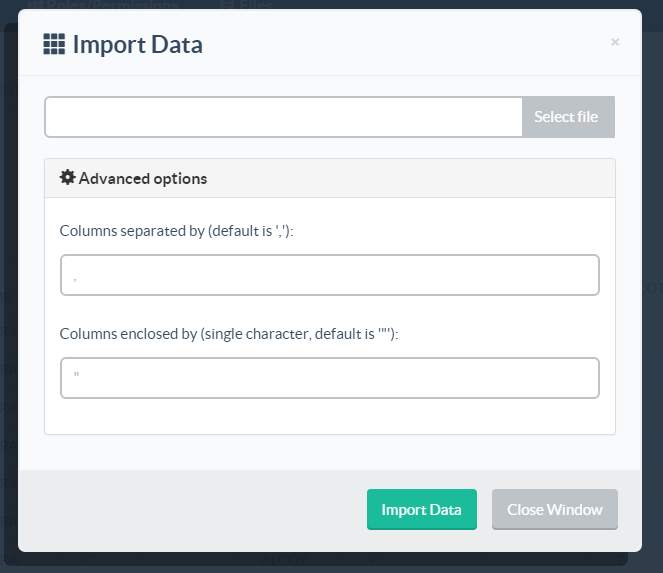 Roles/Permissions Files
Import Data
×
Select file
Advanced options
Columns separated by (default is ','):
,
Columns enclosed by (single character, default is '"'):
"
Import Data Close Window